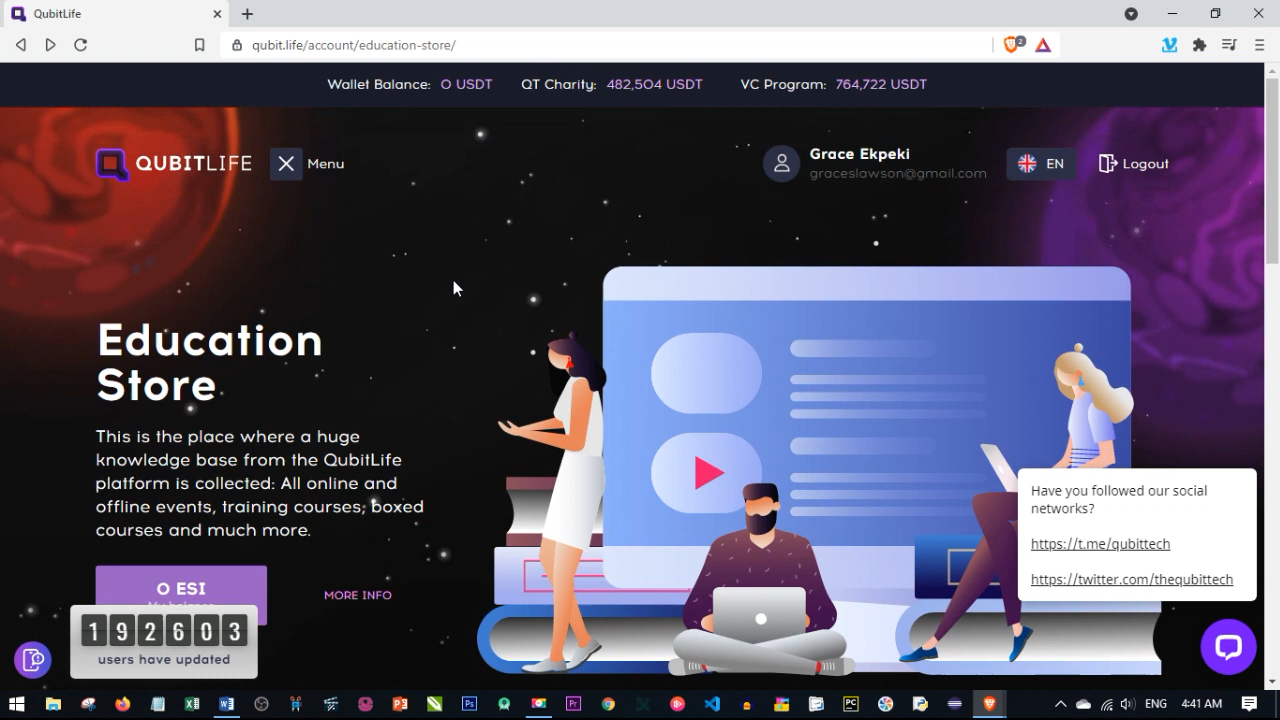 QubitLife
qubit.life/account/education-store/
2
Wallet Balance: 0 USDT QT Charity: 482,504 USDT VC Program: 764,722 USDT
QUBITLIFE
Menu
Grace Ekpeki
graceslawson@gmail.com
EN
Logout
Education
Store
This is the place where a huge
knowledge base from the QubitLife
platform is collected: All online and
offline events, training courses, boxed
courses and much more.
0 ESI
My balance
MORE INFO
192603
users have updated
Have you followed our social
networks?
https://t.me/qubittech
https://twitter.com/thequbittech
ENG 4:41 AM